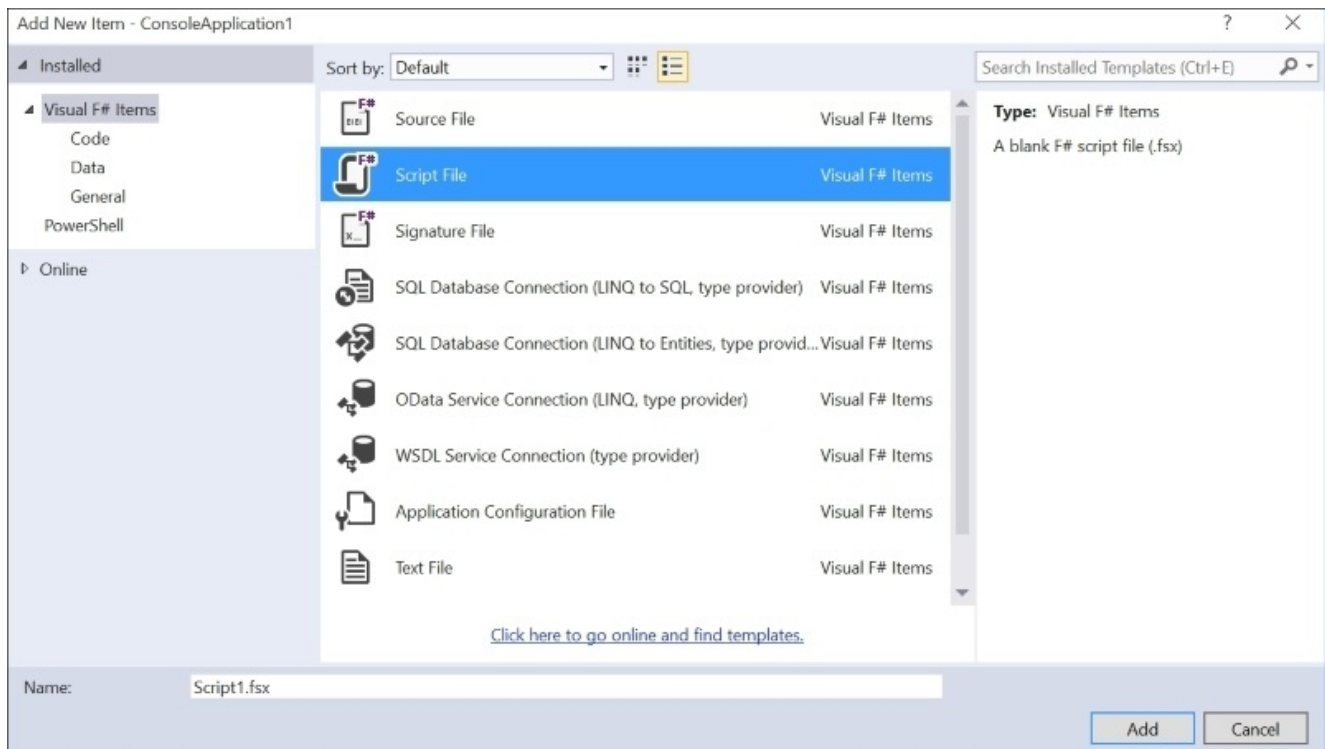 Add New Item - ConsoleApplication1
?
Installed
Sort by: Default
Search Installed Templates (Ctrl+E)
Visual F# Items
Code
Data
General
PowerShell
Online
Source File Visual F# Items
Script File Visual F# Items
Signature File Visual F# Items
SQL Database Connection (LINQ to SQL, type provider) Visual F# Items
SQL Database Connection (LINQ to Entities, type provid... Visual F# Items
OData Service Connection (LINQ, type provider) Visual F# Items
WSDL Service Connection (type provider) Visual F# Items
Application Configuration File Visual F# Items
Text File Visual F# Items
Click here to go online and find templates.
Type: Visual F# Items
A blank F# script file (.fsx)
Name: Script1.fsx
Add Cancel